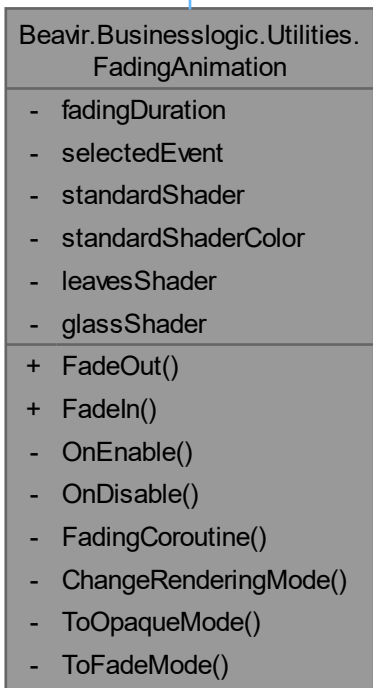 Beavir.Businesslogic.Utilities.
FadingAnimation
- fadingDuration
- selectedEvent
- standardShader
- standardShaderColor
- leavesShader
- glassShader
+ FadeOut()
+ FadeIn()
- OnEnable()
- OnDisable()
- FadingCoroutine()
- ChangeRenderingMode()
- ToOpaqueMode()
- ToFadeMode()